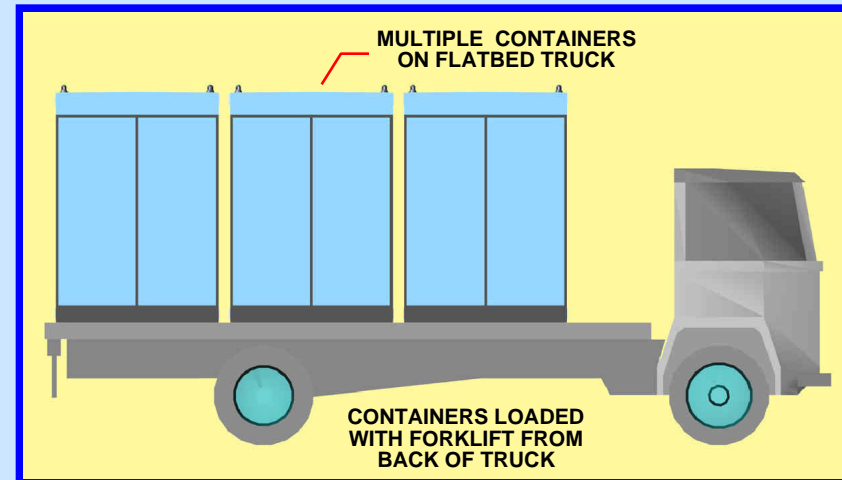 MULTIPLE CONTAINERS
ON FLATBED TRUCK
CONTAINERS LOADED
WITH FORKLIFT FROM
BACK OF TRUCK